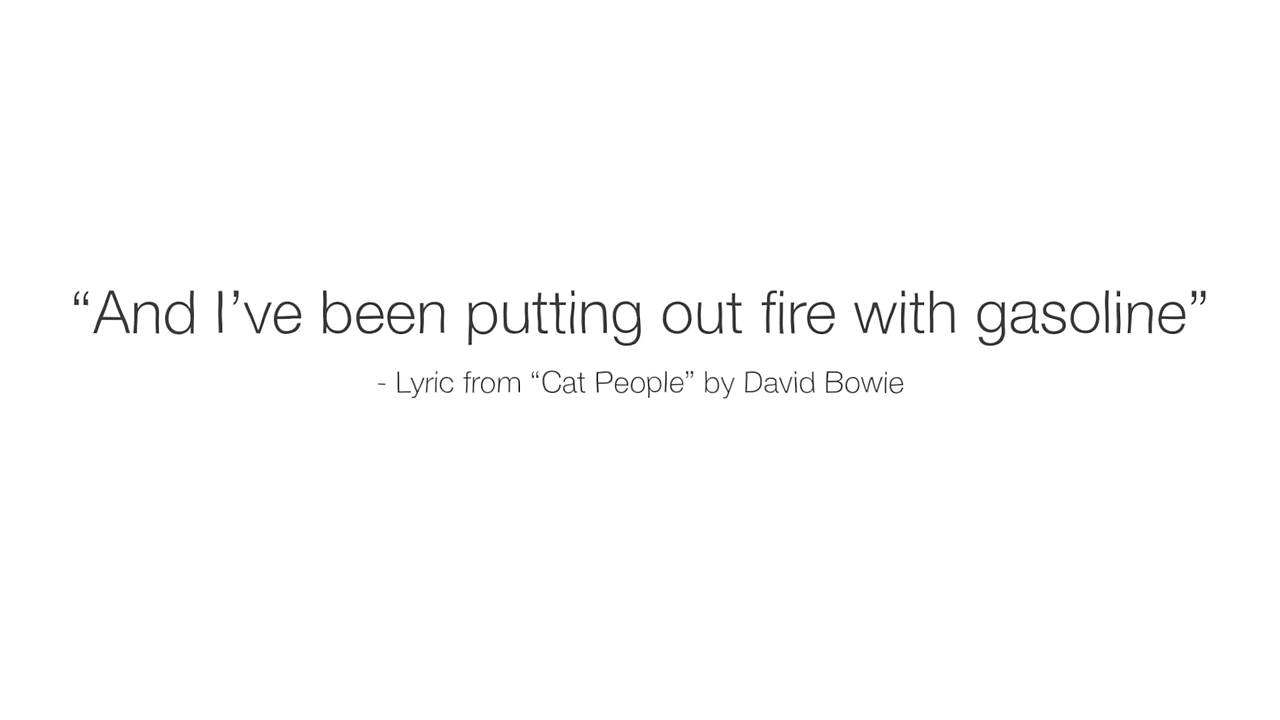 “And I’ve been putting out fire with gasoline”
- Lyric from “Cat People” by David Bowie